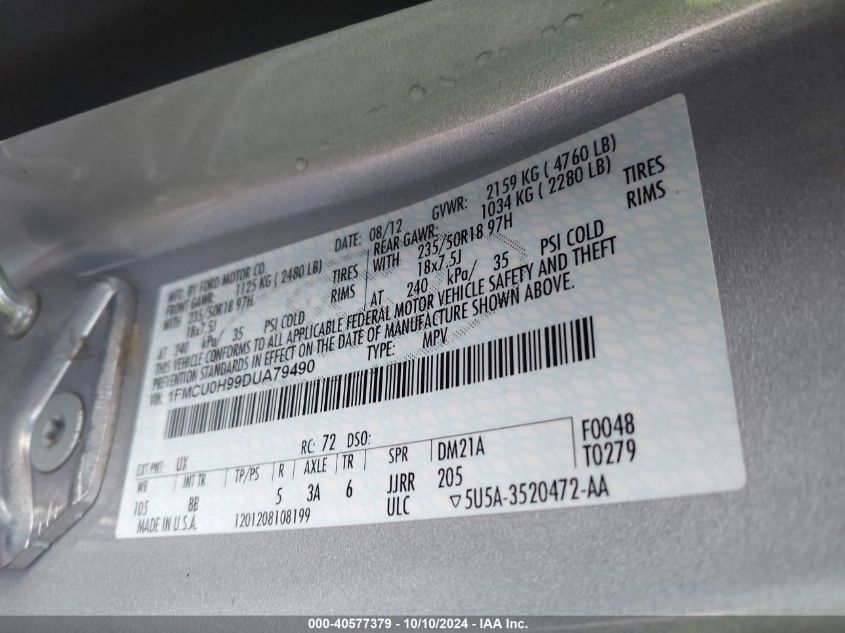 MFD. BY FORD MOTOR CO. DATE: 08/12 GVWR: 2159 KG ( 4760 LB)
FRONT GAWR: 1125 KG ( 2480 LB) REAR GAWR: 1034 KG ( 2280 LB)
WITH 235/50R18 97H TIRES WITH 235/50R18 97H TIRES
18x7.5J RIMS 18x7.5J RIMS
AT 240 kPa/ 35 PSI COLD AT 240 kPa/ 35 PSI COLD
THIS VEHICLE CONFORMS TO ALL APPLICABLE FEDERAL MOTOR VEHICLE SAFETY AND THEFT
PREVENTION STANDARDS IN EFFECT ON THE DATE OF MANUFACTURE SHOWN ABOVE.
VIN: 1FMCU0H99DUA79490 TYPE: MPV
EXT PNT: UX RC: 72 DSO: F0048
WB INT TR TP/PS R AXLE TR SPR DM21A T0279
105 8B 5 3A 6 JJRR 205
MADE IN U.S.A. 1201208108199 ULC ▽5U5A-3520472-AA
000-40577379 - 10/10/2024 - IAA Inc.